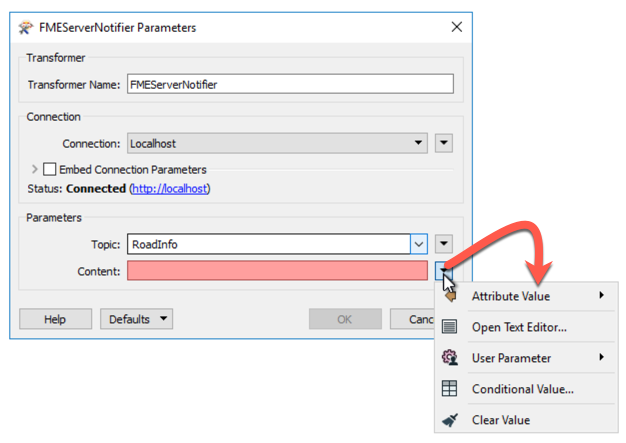 FMEServerNotifier Parameters
Transformer
Transformer Name: FMEServerNotifier
Connection
Connection: Localhost
Embed Connection Parameters
Status: Connected (http://localhost)
Parameters
Topic: RoadInfo
Content:
Help Defaults OK Canc
Attribute Value
Open Text Editor...
User Parameter
Conditional Value...
Clear Value